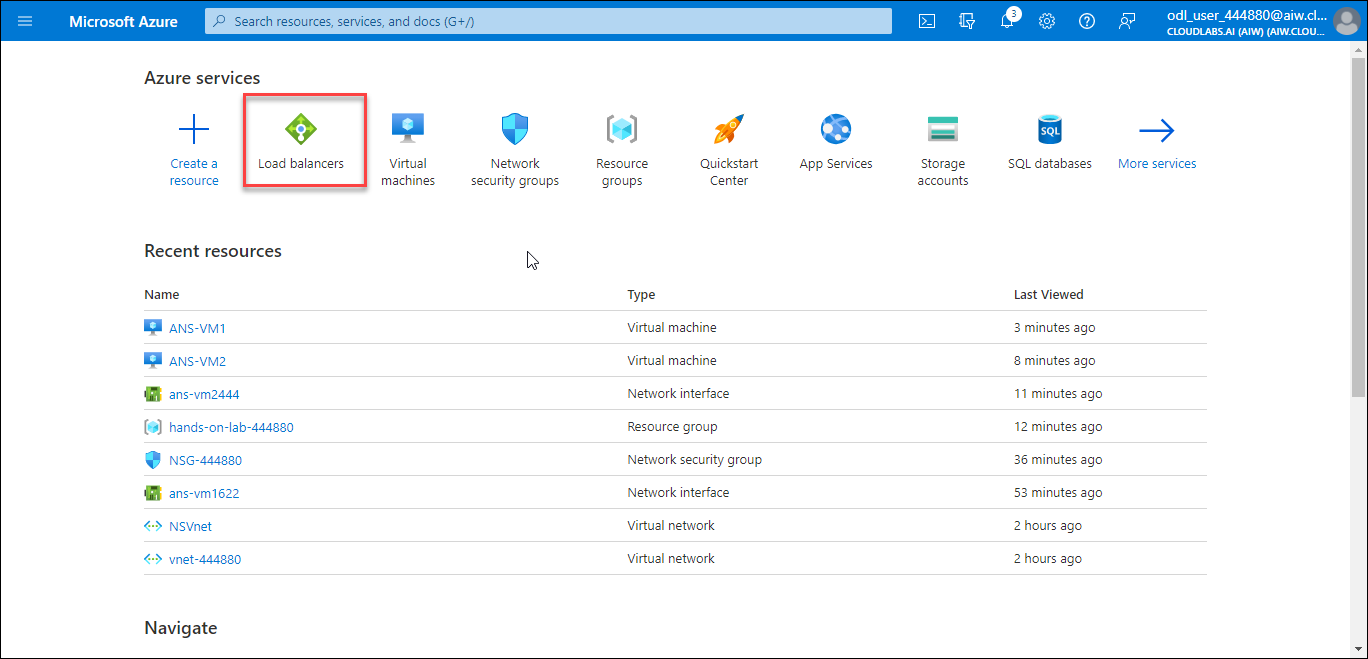 Microsoft Azure
Search resources, services, and docs (G+/)
3
odl_user_444880@aiw.cl...
CLOUDLABS.AI (AIW) (AIW.CLOU...
Azure services
Create a
resource
Load balancers
Virtual
machines
Network
security groups
Resource
groups
Quickstart
Center
App Services
Storage
accounts
SQL
SQL databases
More services
Recent resources
Name Type Last Viewed
ANS-VM1 Virtual machine 3 minutes ago
ANS-VM2 Virtual machine 8 minutes ago
ans-vm2444 Network interface 11 minutes ago
hands-on-lab-444880 Resource group 12 minutes ago
NSG-444880 Network security group 36 minutes ago
ans-vm1622 Network interface 53 minutes ago
NSVnet Virtual network 2 hours ago
vnet-444880 Virtual network 2 hours ago
Navigate